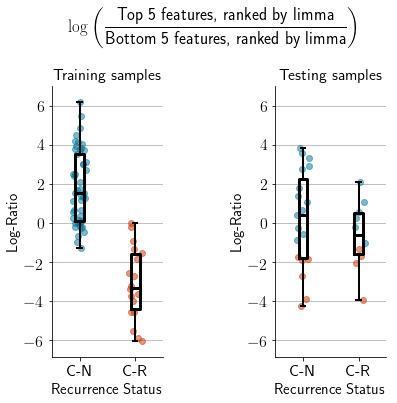 log ( Top 5 features, ranked by limma
Bottom 5 features, ranked by limma )
Training samples
6
4
2
0
−2
−4
−6
Log-Ratio
C-N C-R
Recurrence Status
Testing samples
6
4
2
0
−2
−4
−6
Log-Ratio
C-N C-R
Recurrence Status